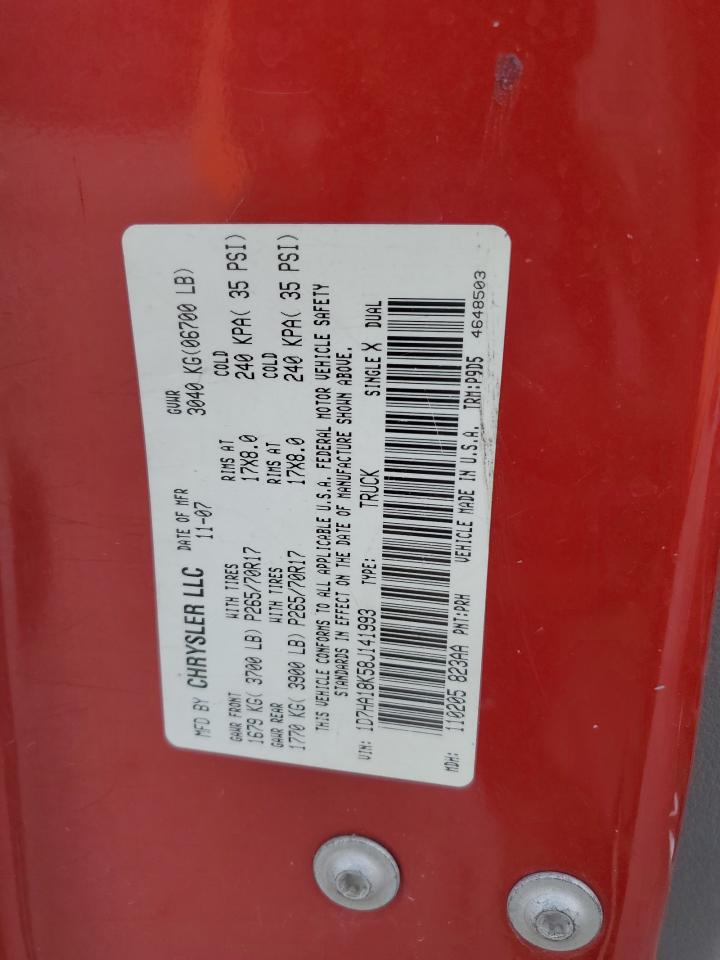 MFD BY CHRYSLER LLC DATE OF MFR 11-07 GVWR 3040 KG(06700 LB)
GAWR FRONT WITH TIRES RIMS AT COLD
1679 KG( 3700 LB) P265/70R17 17X8.0 240 KPA( 35 PSI)
GAWR REAR WITH TIRES RIMS AT COLD
1770 KG( 3900 LB) P265/70R17 17X8.0 240 KPA( 35 PSI)
THIS VEHICLE CONFORMS TO ALL APPLICABLE U.S.A. FEDERAL MOTOR VEHICLE SAFETY
STANDARDS IN EFFECT ON THE DATE OF MANUFACTURE SHOWN ABOVE.
VIN: 1D7HA18K58J141993 TYPE: TRUCK SINGLE X DUAL
MDH: 110205 823AA PNT:PRH VEHICLE MADE IN U.S.A. TRM:P9D5
4648503